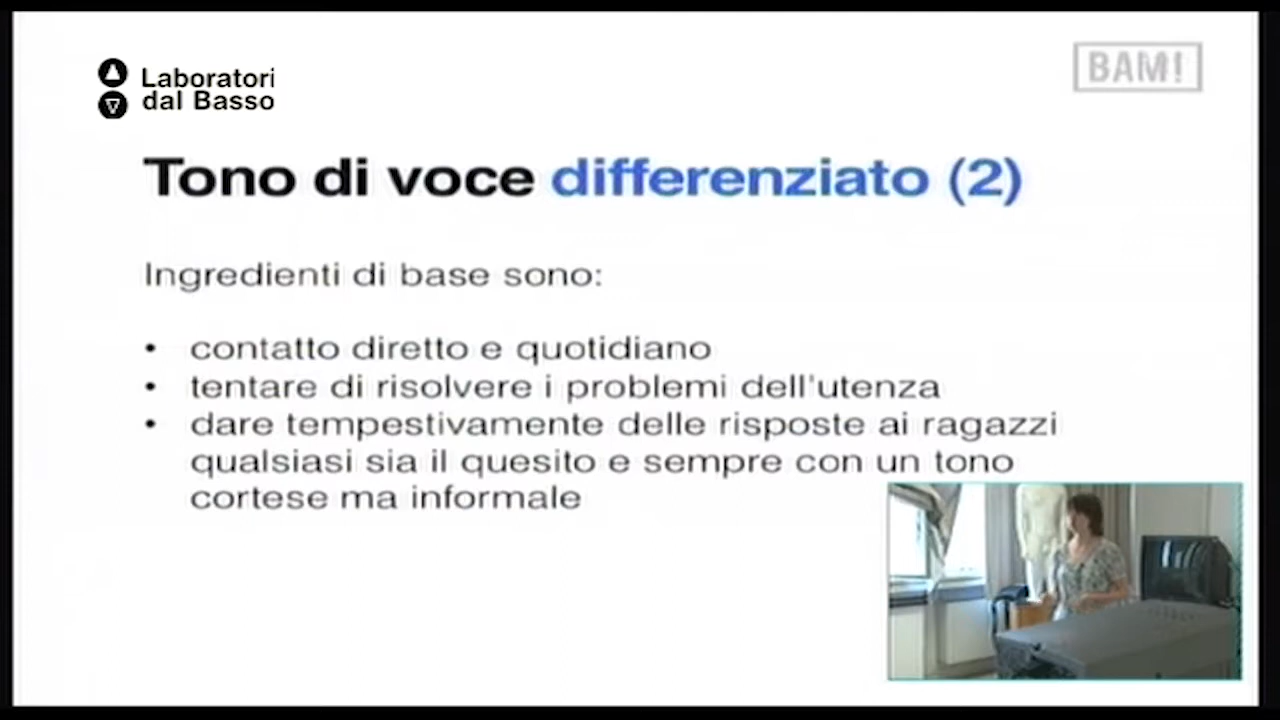 Laboratori
dal Basso
BAM!
Tono di voce differenziato (2)
Ingredienti di base sono:
• contatto diretto e quotidiano
• tentare di risolvere i problemi dell'utenza
• dare tempestivamente delle risposte ai ragazzi
qualsiasi sia il quesito e sempre con un tono
cortese ma informale